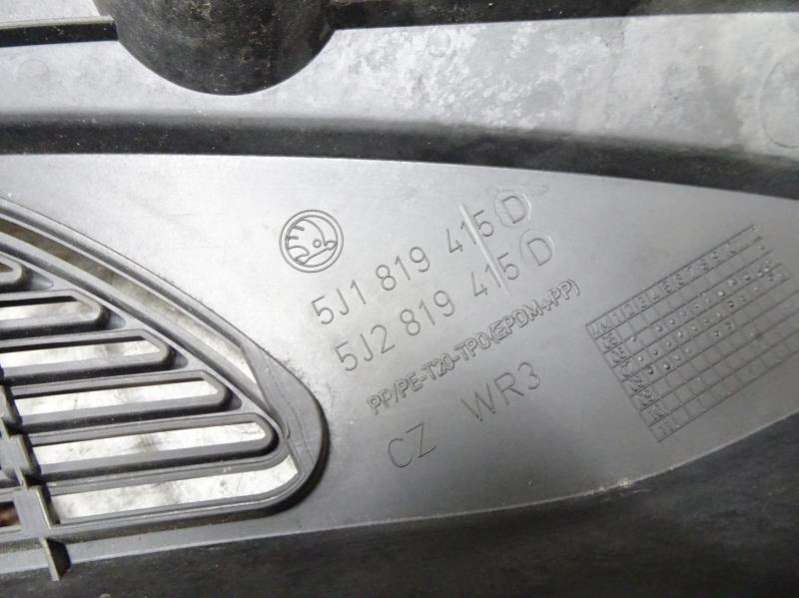 5J1 819 415 D
5J2 819 415 D
PP/PE-T20-TPO(EPDM+PP)
CZ WR3